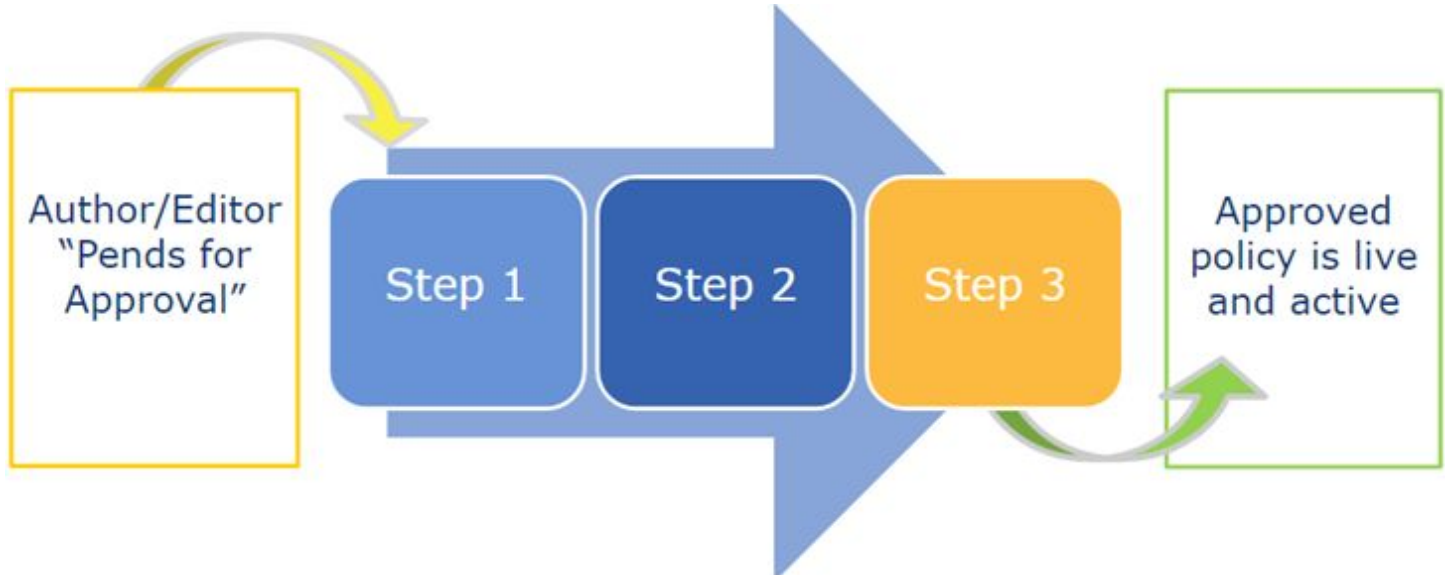 Author/Editor
“Pends for
Approval”
Step 1
Step 2
Step 3
Approved
policy is live
and active